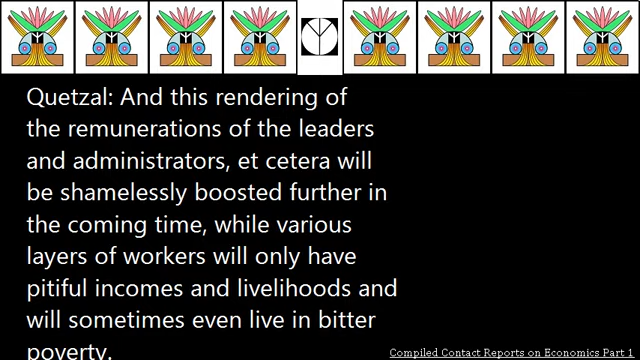 Quetzal: And this rendering of
the remunerations of the leaders
and administrators, et cetera will
be shamelessly boosted further in
the coming time, while various
layers of workers will only have
pitiful incomes and livelihoods and
will sometimes even live in bitter
poverty.
Compiled Contact Reports on Economics Part 1